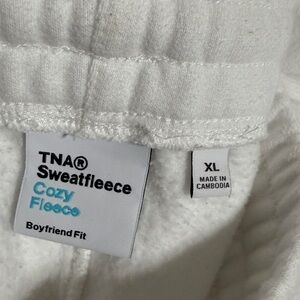 TNA®
Sweatfleece
Cozy
Fleece
Boyfriend Fit
XL
MADE IN
CAMBODIA